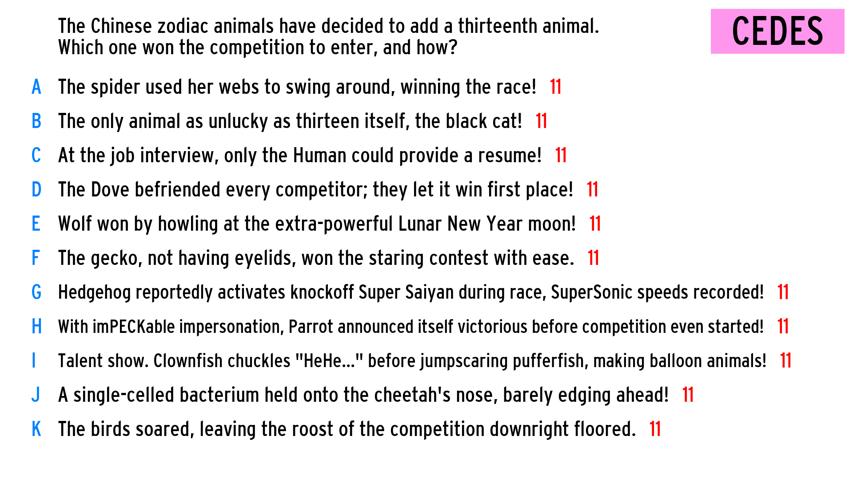 The Chinese zodiac animals have decided to add a thirteenth animal.
Which one won the competition to enter, and how?
CEDES
A The spider used her webs to swing around, winning the race! 11
B The only animal as unlucky as thirteen itself, the black cat! 11
C At the job interview, only the Human could provide a resume! 11
D The Dove befriended every competitor; they let it win first place! 11
E Wolf won by howling at the extra-powerful Lunar New Year moon! 11
F The gecko, not having eyelids, won the staring contest with ease. 11
G Hedgehog reportedly activates knockoff Super Saiyan during race, SuperSonic speeds recorded! 11
H With imPECKable impersonation, Parrot announced itself victorious before competition even started! 11
I Talent show. Clownfish chuckles "HeHe..." before jumpscaring pufferfish, making balloon animals! 11
J A single-celled bacterium held onto the cheetah's nose, barely edging ahead! 11
K The birds soared, leaving the roost of the competition downright floored. 11